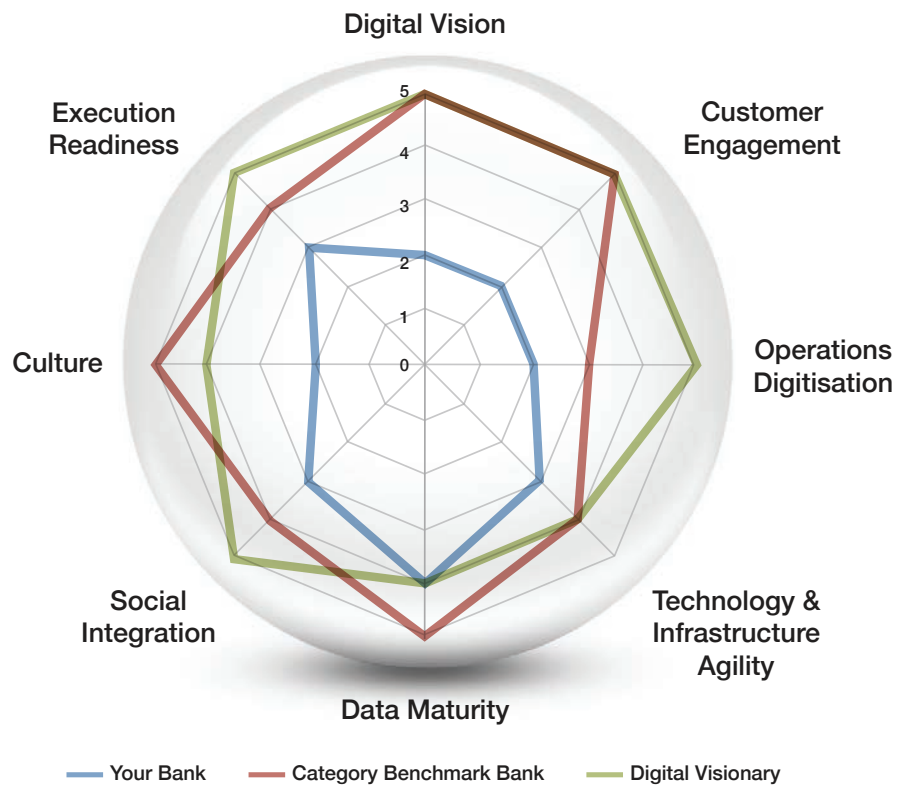 Digital Vision
Execution
Readiness
Customer
Engagement
5
4
3
2
1
0
Culture
Operations
Digitisation
Social
Integration
Technology &
Infrastructure
Agility
Data Maturity
Your Bank
Category Benchmark Bank
Digital Visionary